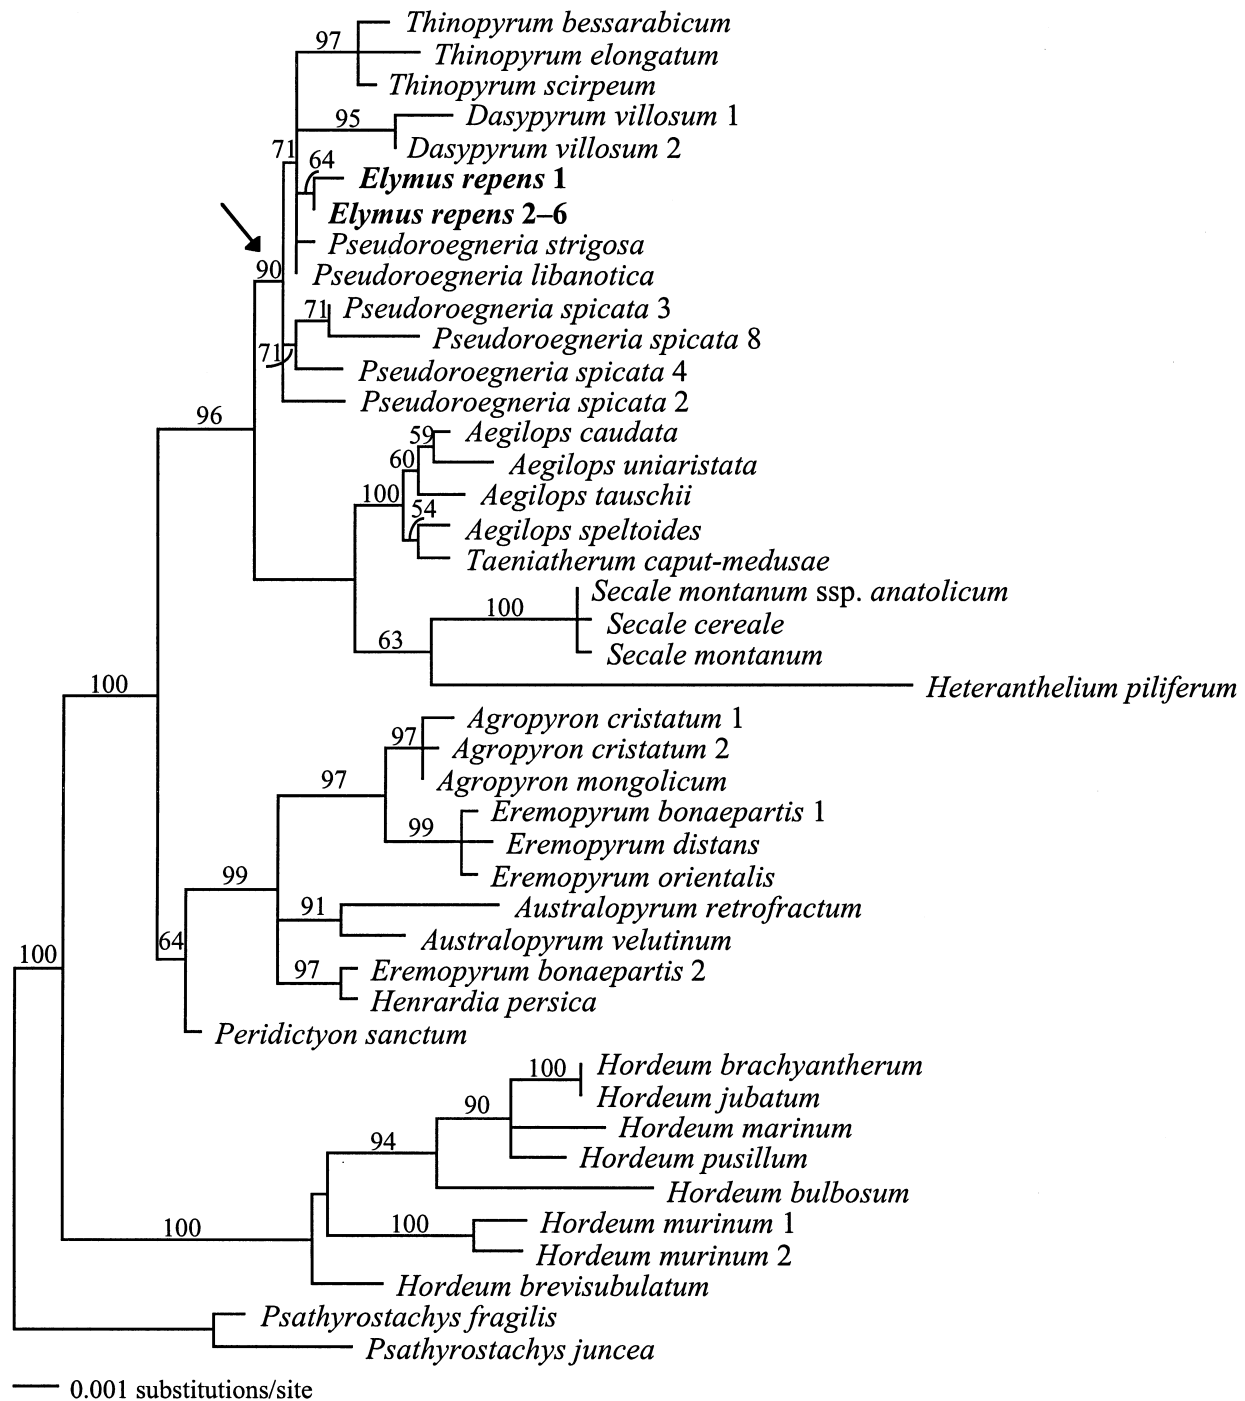 Thinopyrum bessarabicum
97
Thinopyrum elongatum
Thinopyrum scirpeum
95
Dasypyrum villosum 1
Dasypyrum villosum 2
71
64
Elymus repens 1
Elymus repens 2–6
Pseudoroegneria strigosa
90
Pseudoroegneria libanotica
71
Pseudoroegneria spicata 3
Pseudoroegneria spicata 8
71
Pseudoroegneria spicata 4
Pseudoroegneria spicata 2
96
59
Aegilops caudata
60
Aegilops uniaristata
100
Aegilops tauschii
54
Aegilops speltoides
Taeniatherum caput-medusae
Secale montanum ssp. anatolicum
100
Secale cereale
63
Secale montanum
100
Heteranthelium piliferum
Agropyron cristatum 1
97
Agropyron cristatum 2
97
Agropyron mongolicum
Eremopyrum bonaepartis 1
99
Eremopyrum distans
99
Eremopyrum orientalis
91
Australopyrum retrofractum
64
Australopyrum velutinum
100
97
Eremopyrum bonaepartis 2
Henrardia persica
Peridictyon sanctum
100
Hordeum brachyantherum
Hordeum jubatum
90
Hordeum marinum
94
Hordeum pusillum
Hordeum bulbosum
100
100
Hordeum murinum 1
Hordeum murinum 2
Hordeum brevisubulatum
Psathyrostachys fragilis
Psathyrostachys juncea
0.001 substitutions/site